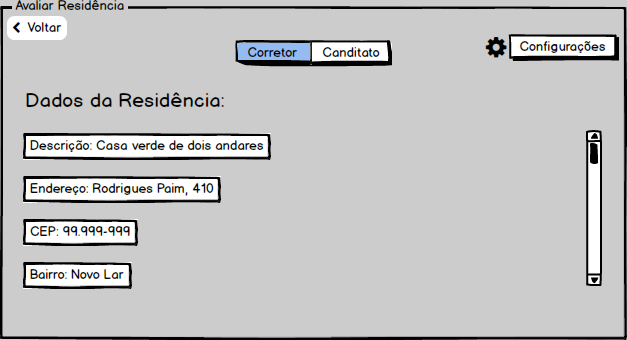 Avaliar Residência
Voltar
Corretor
Canditato
Configurações
Dados da Residência:
Descrição: Casa verde de dois andares
Endereço: Rodrigues Paim, 410
CEP: 99.999-999
Bairro: Novo Lar